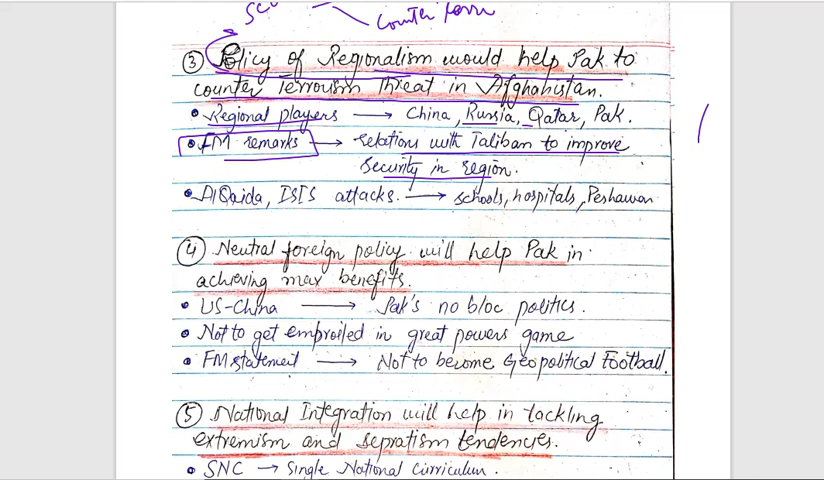 Counter
③ Policy of Regionalism would help Pak to
counter Terrorism Threat in Afghanistan.
• Regional players → China, Russia, Qatar, Pak.
• FM remarks → relations with Taliban to improve
security in region.
• AlQaida, ISIS attacks. → schools, hospitals, Peshawar
④ Neutral foreign policy will help Pak in
achieving max benefits.
• US-China → Pak's no bloc politics.
• Not to get embroiled in great powers game
• FM statement → Not to become Geopolitical Football.
⑤ National Integration will help in tackling
extremism and sepratism tendencies.
• SNC → Single National Curriculum.